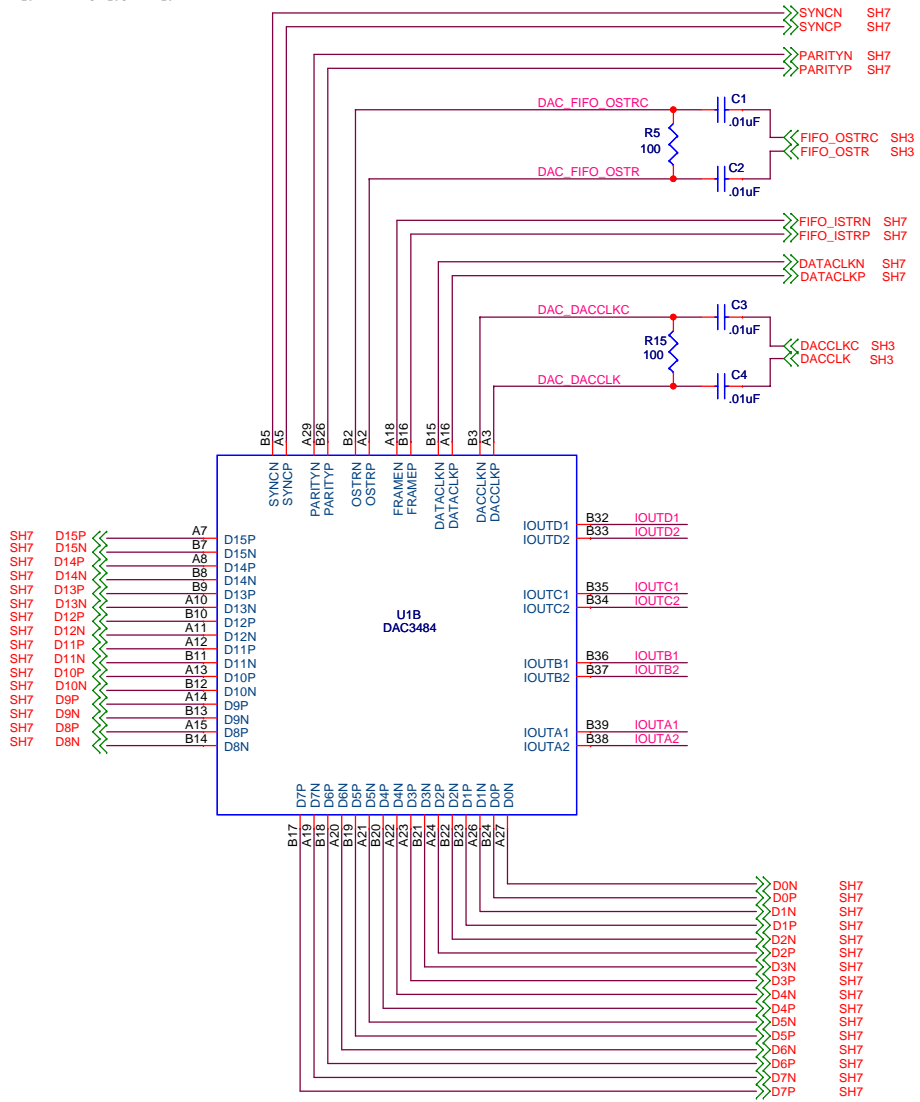 SYNCN SH7
SYNCP SH7
PARITYN SH7
PARITYP SH7
DAC_FIFO_OSTRC
C1
.01uF
R5
100
FIFO_OSTRC SH3
FIFO_OSTR SH3
DAC_FIFO_OSTR
C2
.01uF
FIFO_ISTRN SH7
FIFO_ISTRP SH7
DATACLKN SH7
DATACLKP SH7
DAC_DACCLKC
C3
.01uF
R15
100
DACCLKC SH3
DACCLK SH3
DAC_DACCLK
C4
.01uF
B5 A5 A29 B26 B2 A2 A18 B16 B15 A16 B3 A3
SYNCN SYNCP PARITYN PARITYP OSTRN OSTRP FRAMEN FRAMEP DATACLKN DATACLKP DACCLKN DACCLKP
IOUTD1 B32 IOUTD1
IOUTD2 B33 IOUTD2
SH7 D15P A7 D15P
SH7 D15N B7 D15N
SH7 D14P A8 D14P
SH7 D14N B8 D14N
SH7 D13P B9 D13P
IOUTC1 B35 IOUTC1
SH7 D13N A10 D13N
IOUTC2 B34 IOUTC2
SH7 D12P B10 D12P
U1B
DAC3484
SH7 D12N A11 D12N
SH7 D11P A12 D11P
SH7 D11N B11 D11N
IOUTB1 B36 IOUTB1
SH7 D10P A13 D10P
IOUTB2 B37 IOUTB2
SH7 D10N B12 D10N
SH7 D9P A14 D9P
SH7 D9N B13 D9N
SH7 D8P A15 D8P
IOUTA1 B39 IOUTA1
SH7 D8N B14 D8N
IOUTA2 B38 IOUTA2
D7P D7N D6P D6N D5P D5N D4P D4N D3P D3N D2P D2N D1P D1N D0P D0N
B17 A19 B18 A20 B19 A21 B20 A22 A23 B21 A24 B22 B23 A26 B24 A27
D0N SH7
D0P SH7
D1N SH7
D1P SH7
D2N SH7
D2P SH7
D3N SH7
D3P SH7
D4N SH7
D4P SH7
D5N SH7
D5P SH7
D6N SH7
D6P SH7
D7N SH7
D7P SH7